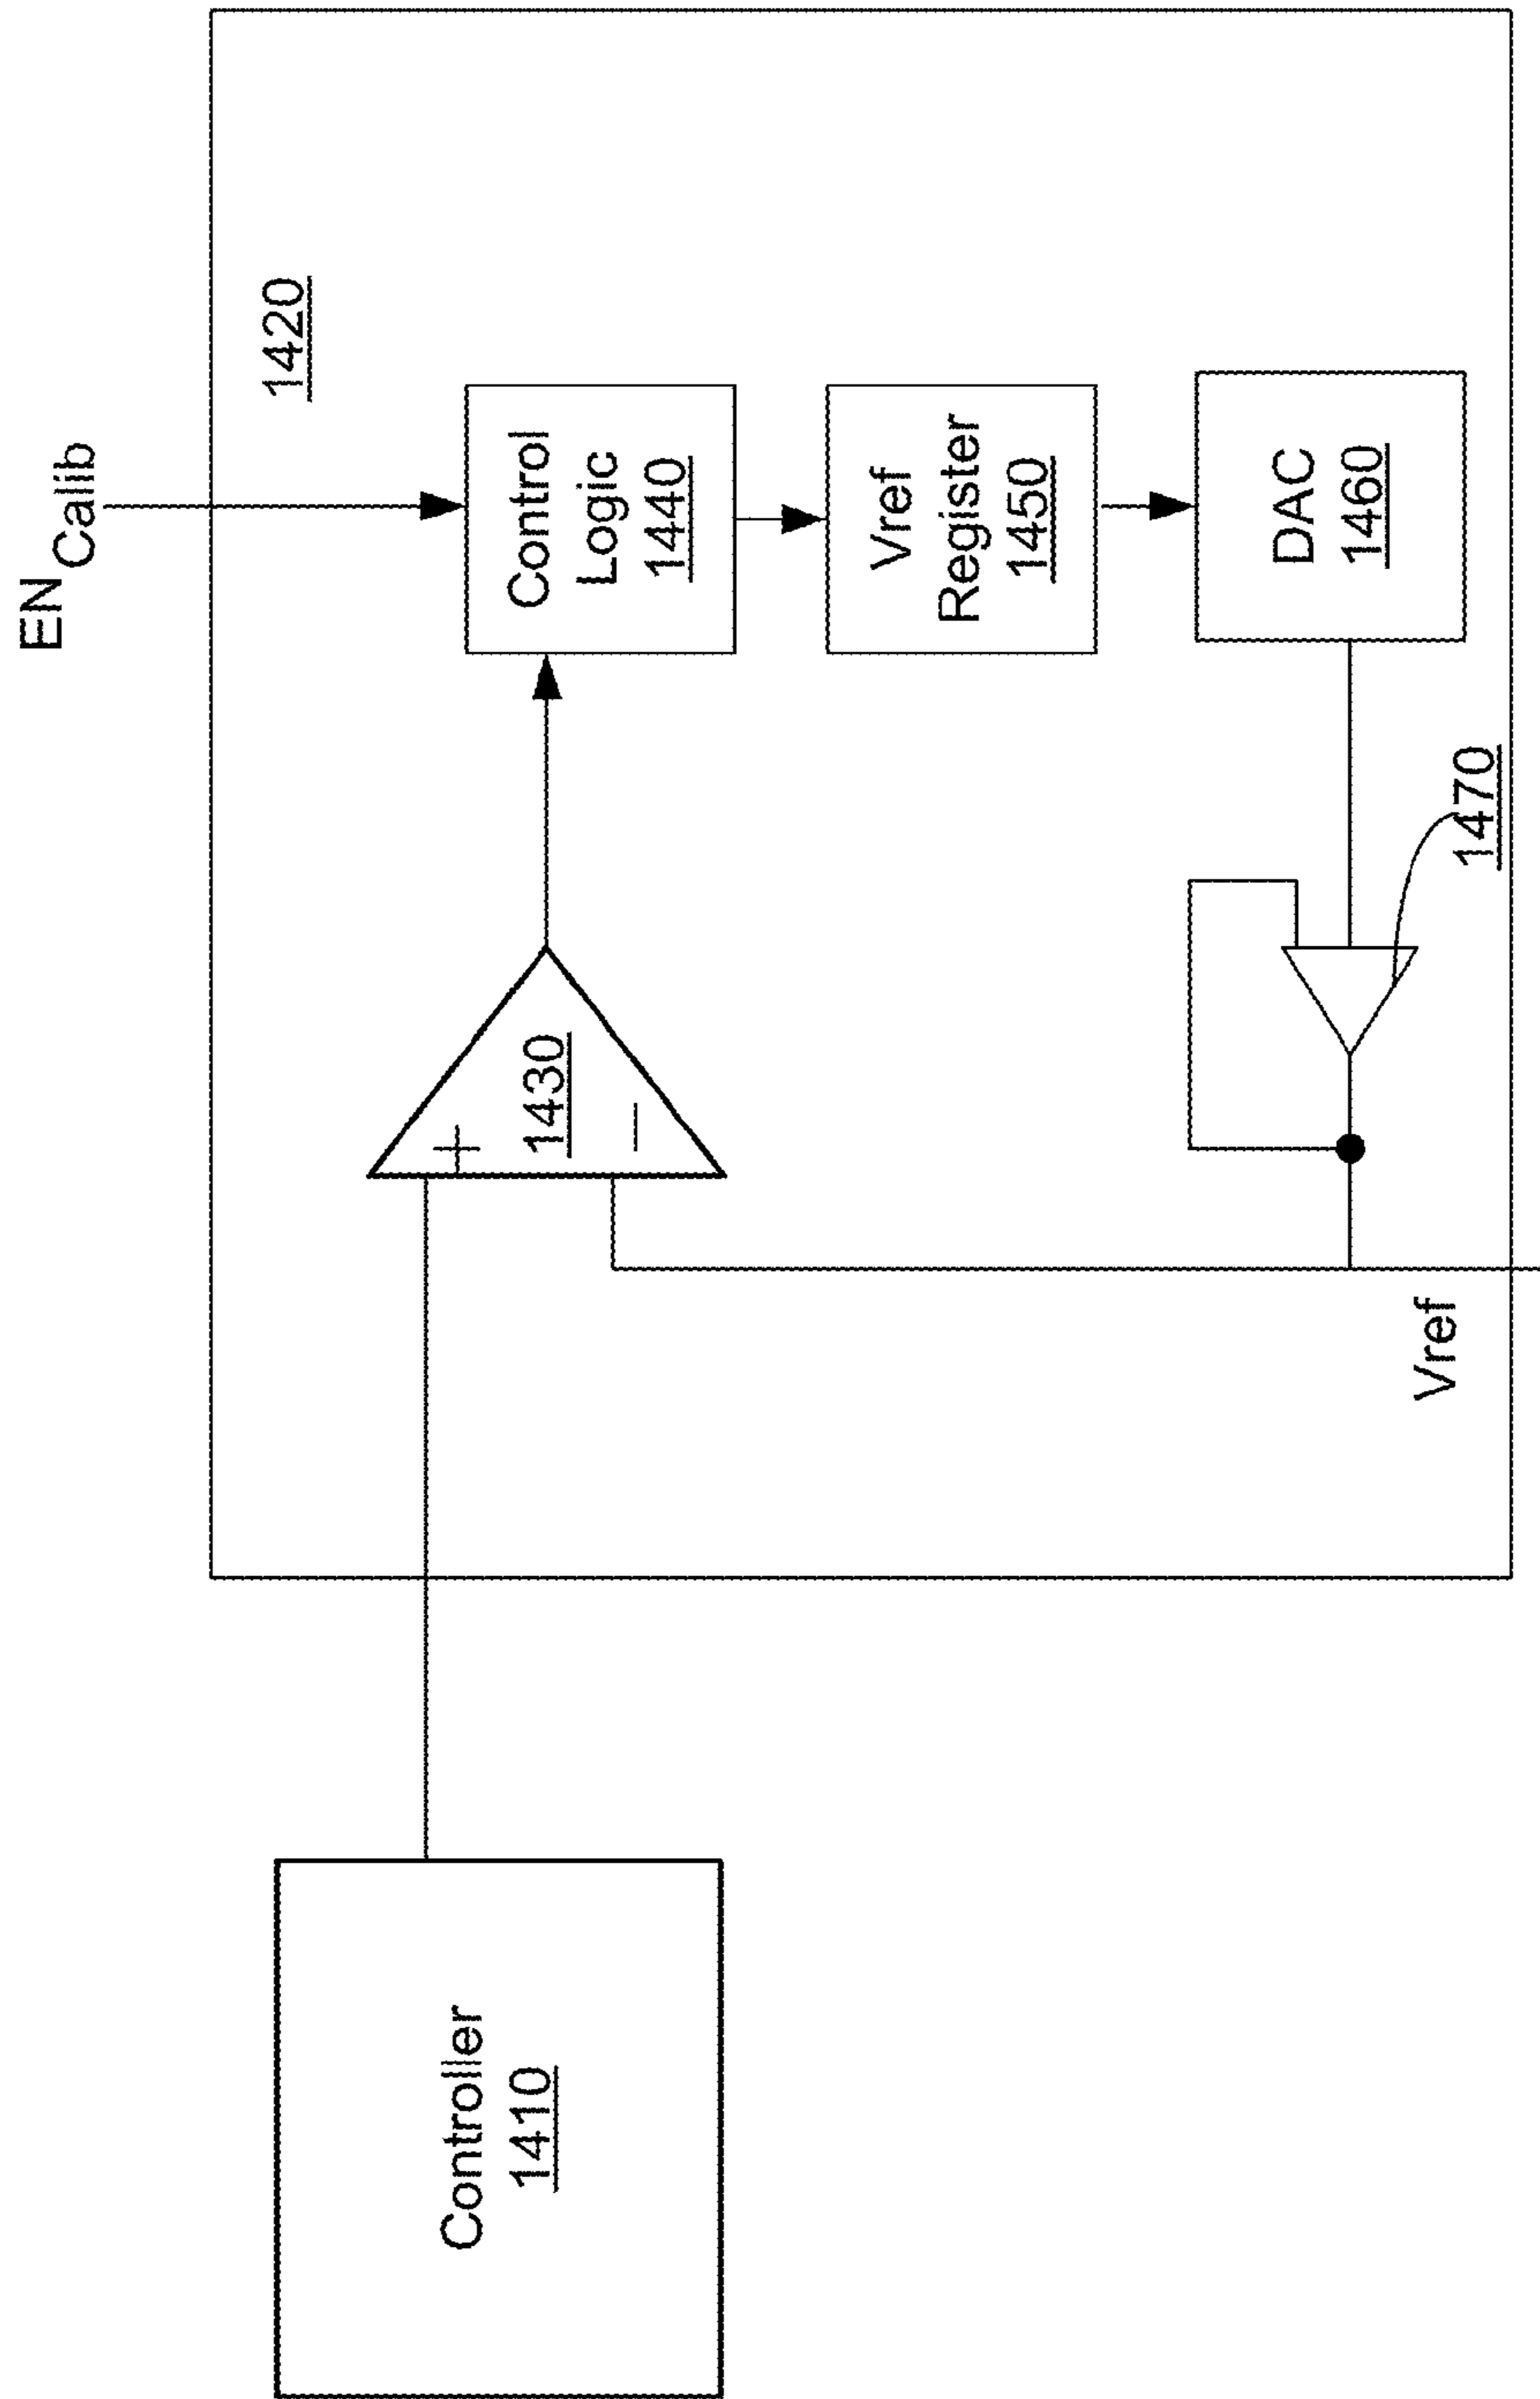 EN Calib
1420
Controller
1410
1430
Control
Logic
1440
Vref
Register
1450
DAC
1460
1470
Vref
+
−